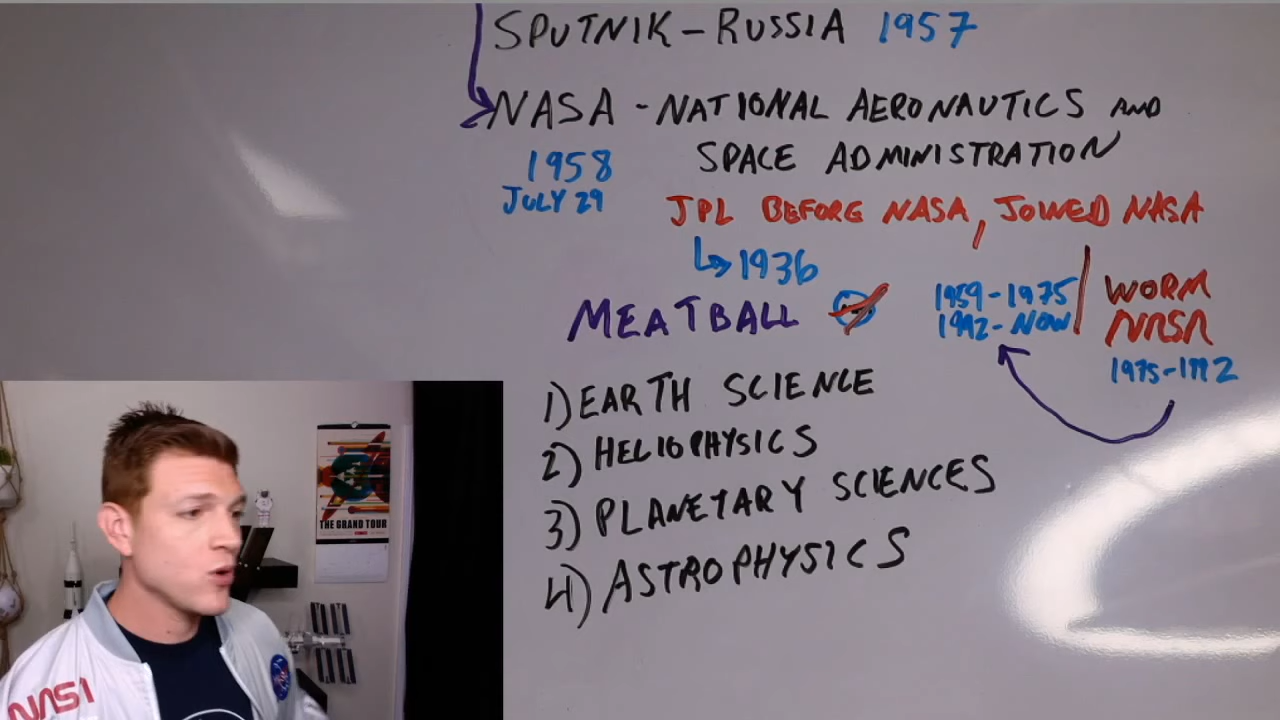 SPUTNIK - RUSSIA 1957
NASA - NATIONAL AERONAUTICS AND
SPACE ADMINISTRATION
1958
JULY 29
JPL BEFORE NASA, JOINED NASA
1936
MEATBALL
1959-1975
1992-NOW
WORM
NASA
1975-1992
1) EARTH SCIENCE
2) HELIOPHYSICS
3) PLANETARY SCIENCES
4) ASTROPHYSICS
THE GRAND TOUR
NASA